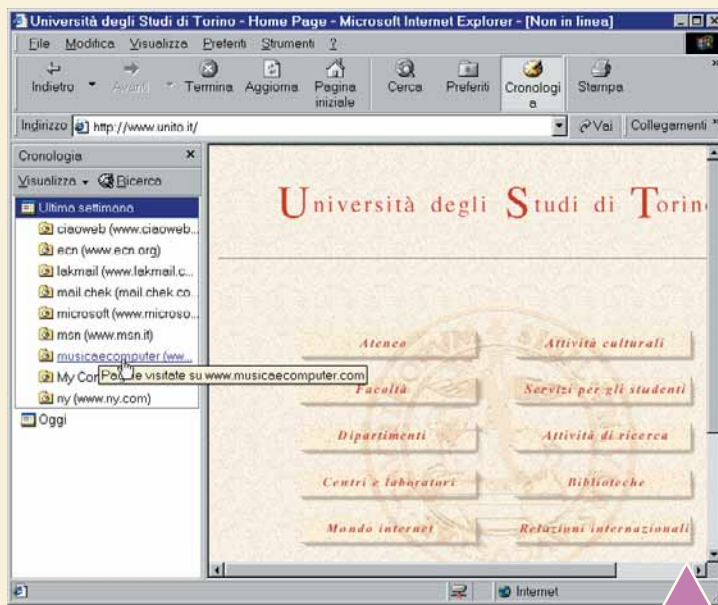 Università degli Studi di Torino - Home Page - Microsoft Internet Explorer - [Non in linea]
File Modifica Visualizza Preferiti Strumenti ?
Indietro Avanti Termina Aggiorna Pagina iniziale Cerca Preferiti Cronologia Stampa »
Indirizzo http://www.unito.it/ Vai Collegamenti »
Cronologia ×
Visualizza Ricerca
Ultima settimana
ciaoweb (www.ciaoweb...
ecn (www.ecn.org)
lakmail (www.lakmail.c...
mail.chek (mail.chek.co...
microsoft (www.microso...
msn (www.msn.it)
musicaecomputer (ww...
Pagine visitate su www.musicaecomputer.com
My Co
ny (www.ny.com)
Oggi
Università degli Studi di Torin
Ateneo Attività culturali
Facoltà Servizi per gli studenti
Dipartimenti Attività di ricerca
Centri e laboratori Biblioteche
Mondo internet Relazioni internazionali
Internet